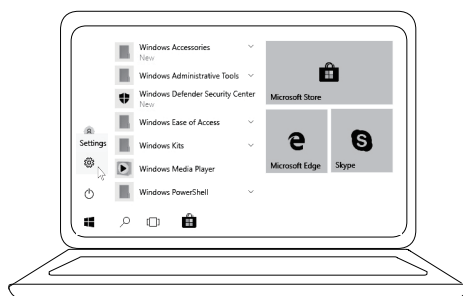 Windows Accessories
New
Windows Administrative Tools
Windows Defender Security Center
New
Windows Ease of Access
Settings
Windows Kits
Windows Media Player
Windows PowerShell
Microsoft Store
Microsoft Edge
Skype